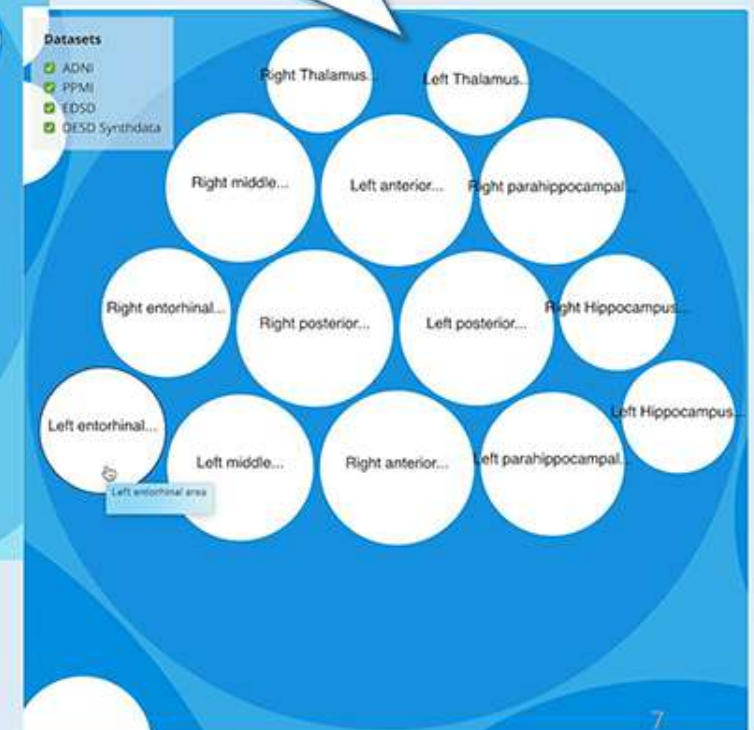 Datasets
ADNI
PPMI
EDSD
DESD Synthdata
Right Thalamus...
Left Thalamus...
Right middle...
Left anterior...
Right parahippocampal...
Right entorhinal...
Right posterior...
Left posterior...
Right Hippocampus...
Left entorhinal...
Left middle...
Right anterior...
Left parahippocampal...
Left Hippocampus...
Left entorhinal area
7